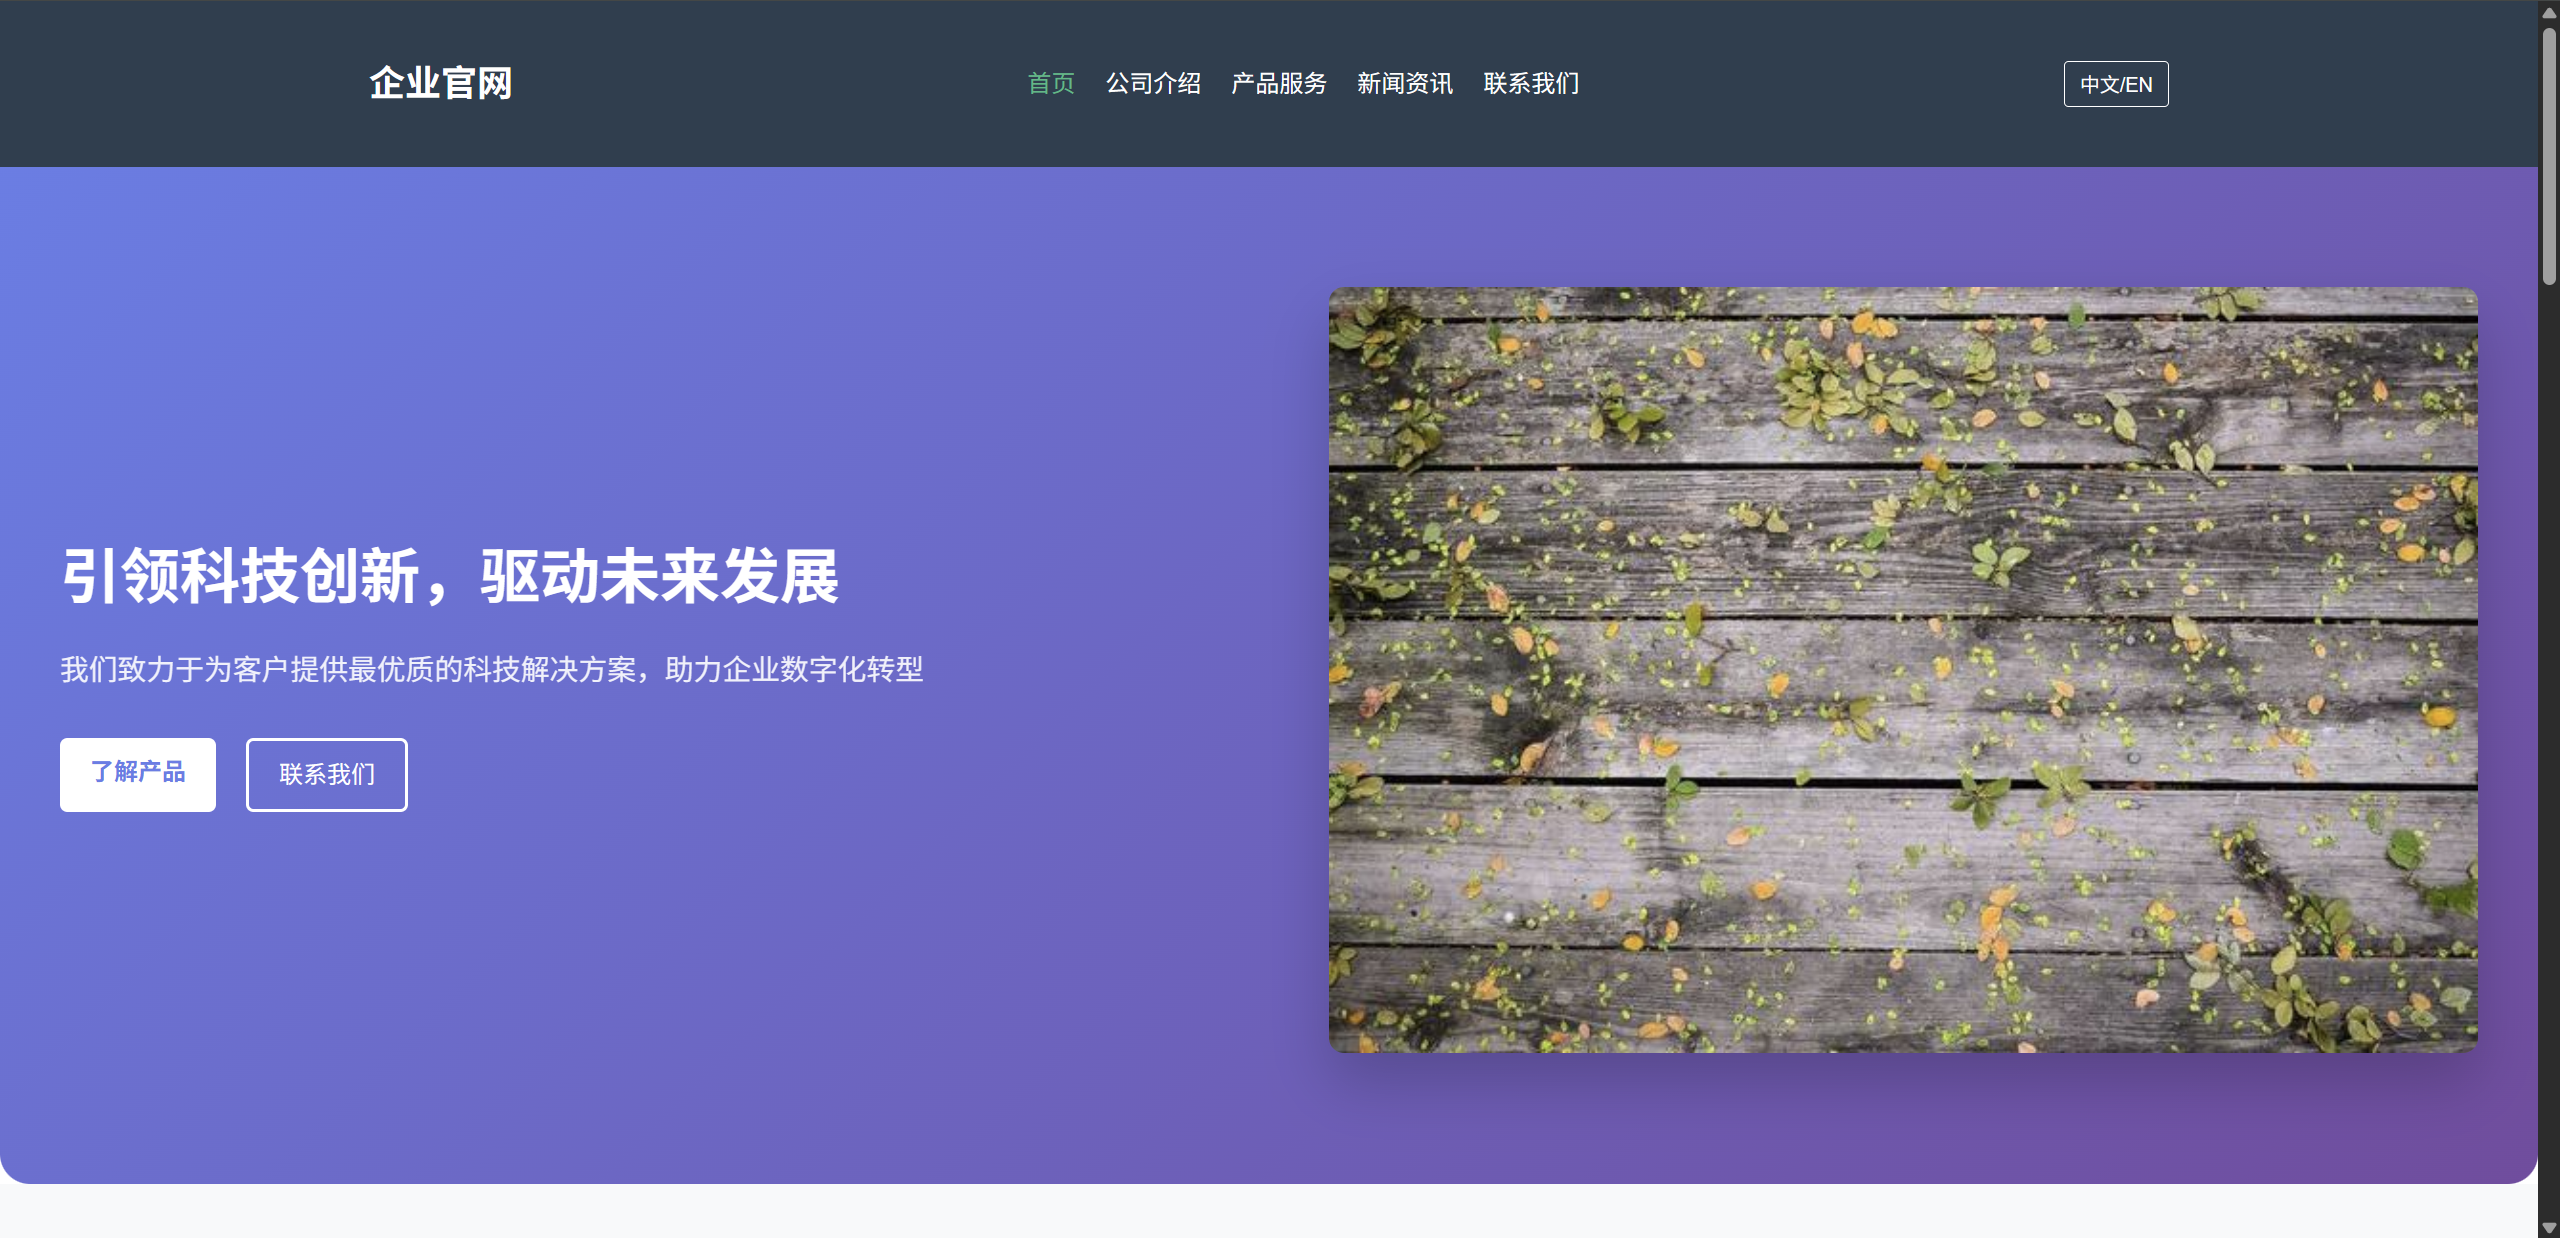 企业官网
首页 公司介绍 产品服务 新闻资讯 联系我们
中文/EN
引领科技创新，驱动未来发展
我们致力于为客户提供最优质的科技解决方案，助力企业数字化转型
了解产品 联系我们